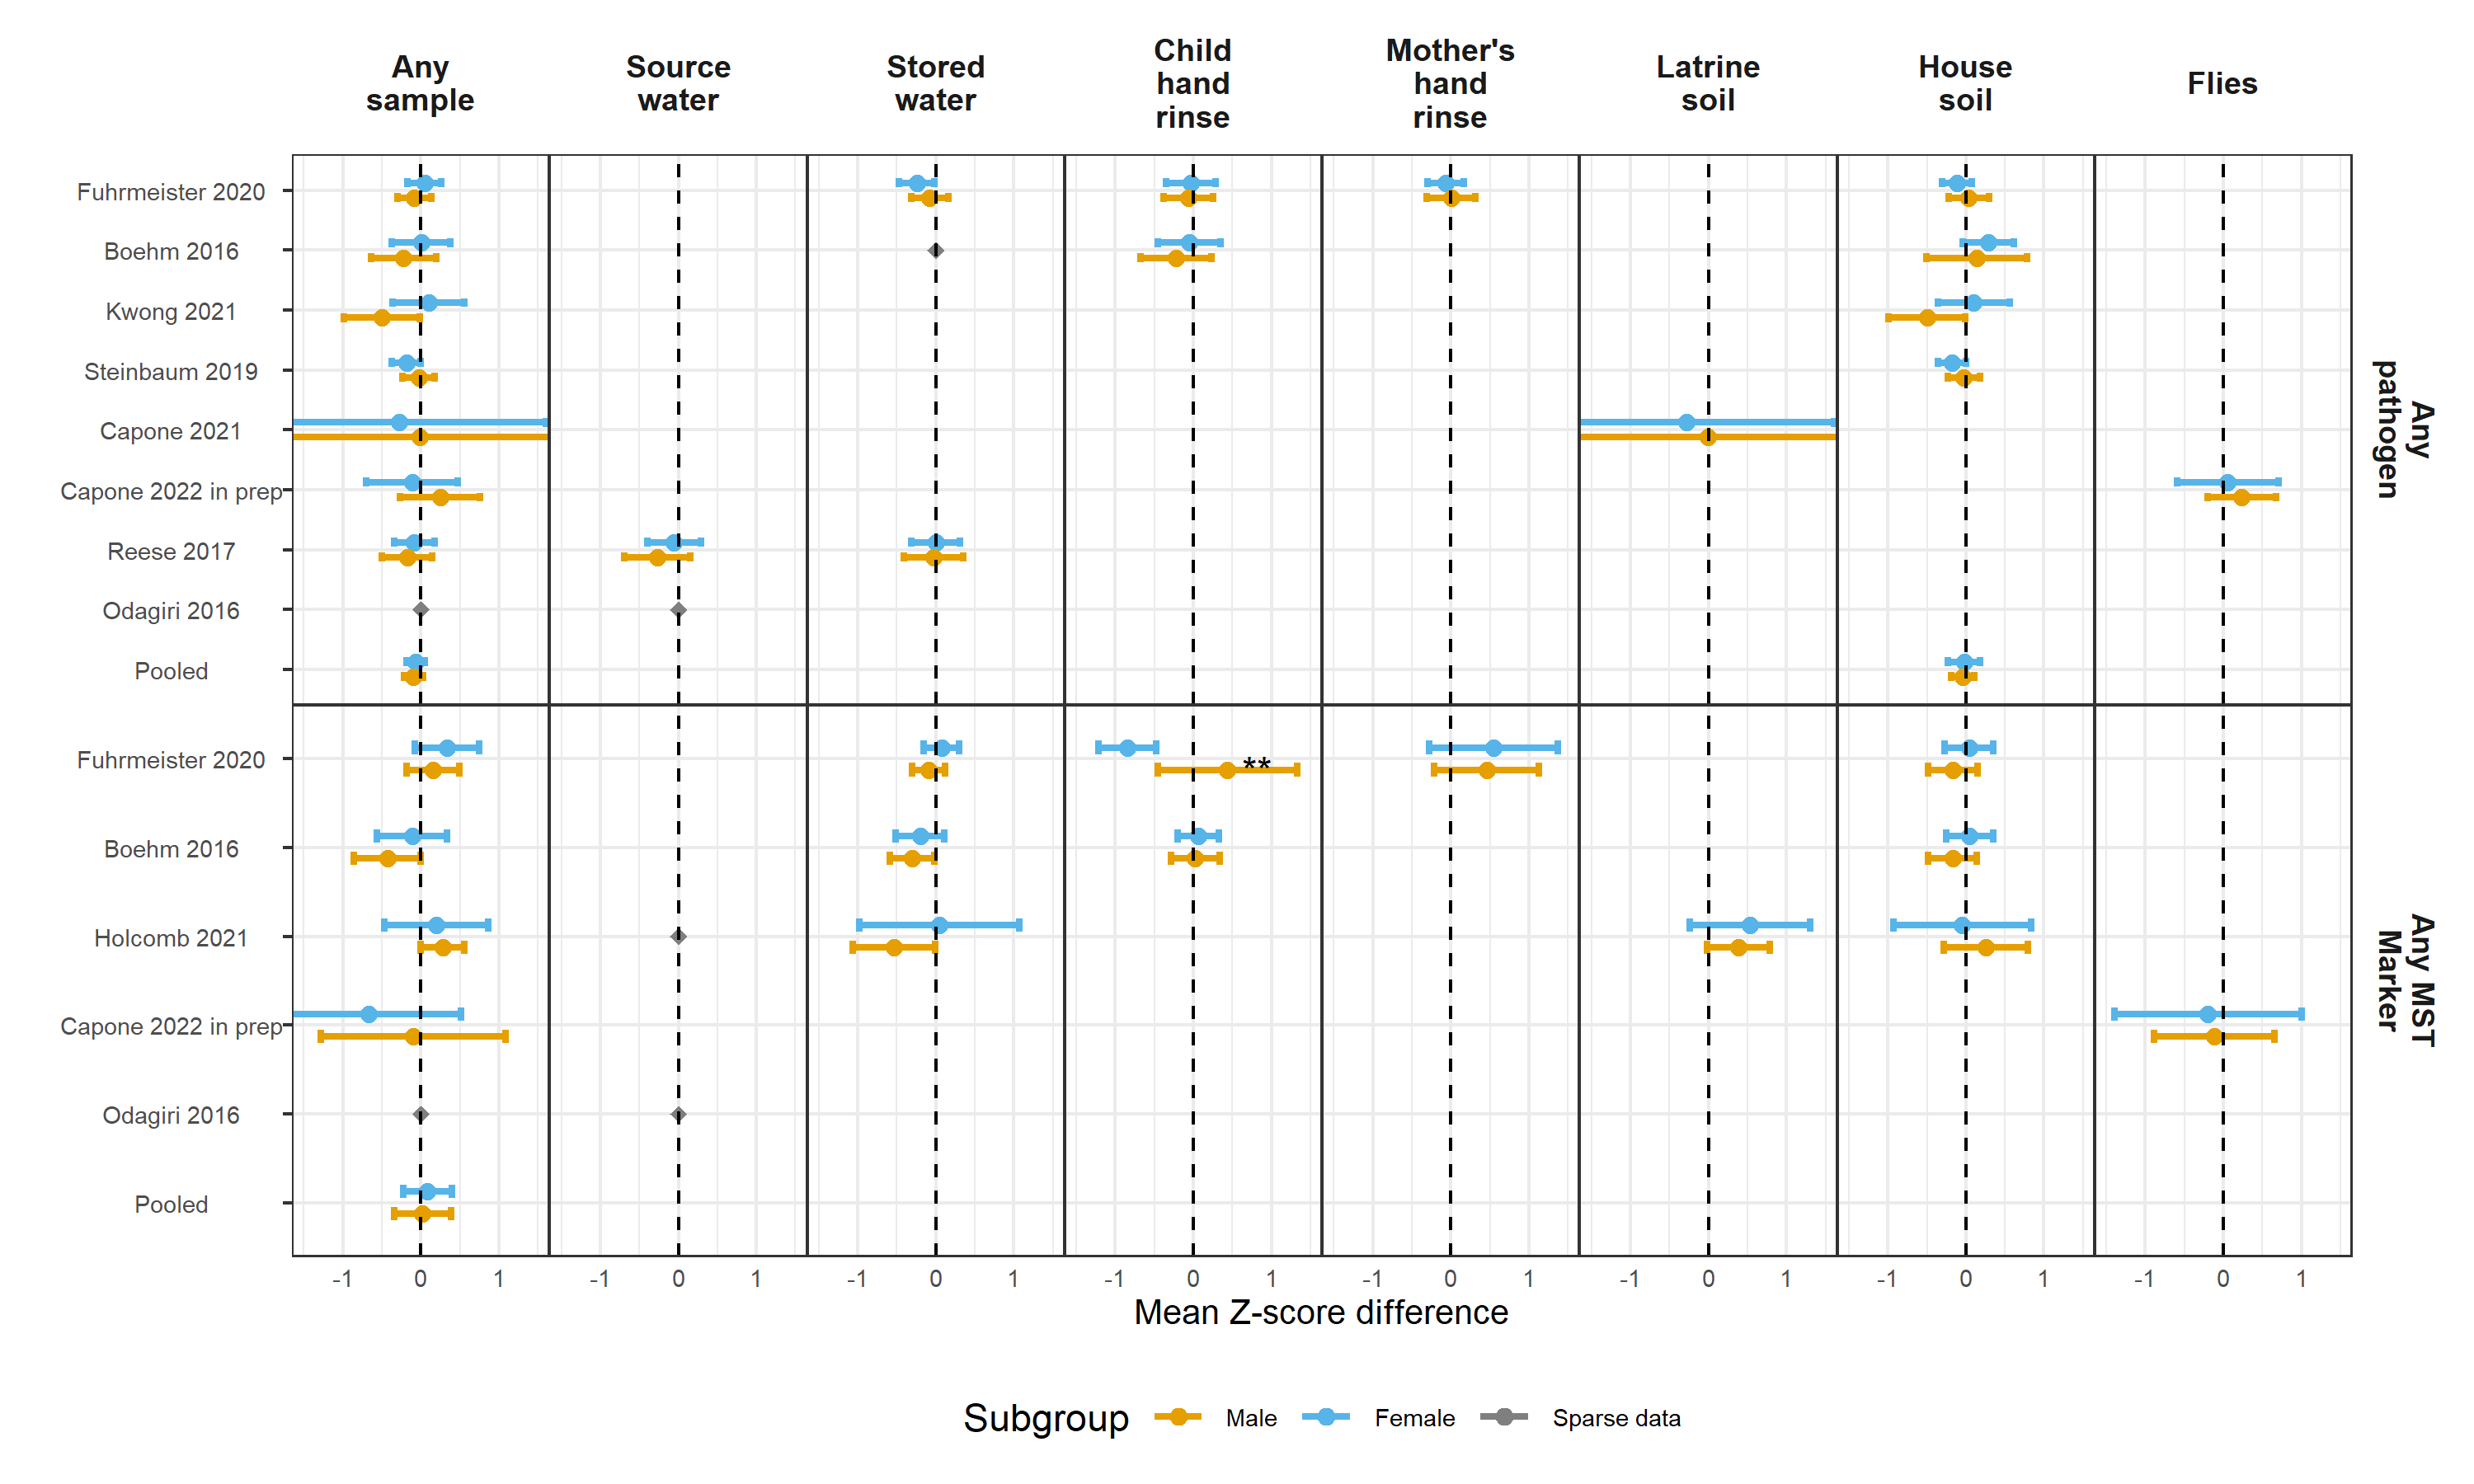 Any
sample
Source
water
Stored
water
Child
hand
rinse
Mother's
hand
rinse
Latrine
soil
House
soil
Flies
Fuhrmeister 2020
Boehm 2016
Kwong 2021
Steinbaum 2019
Capone 2021
Capone 2022 in prep
Reese 2017
Odagiri 2016
Pooled
Any
pathogen
Fuhrmeister 2020
**
Boehm 2016
Holcomb 2021
Capone 2022 in prep
Odagiri 2016
Pooled
Any MST
Marker
-1 0 1 -1 0 1 -1 0 1 -1 0 1 -1 0 1 -1 0 1 -1 0 1 -1 0 1
Mean Z-score difference
Subgroup Male Female Sparse data